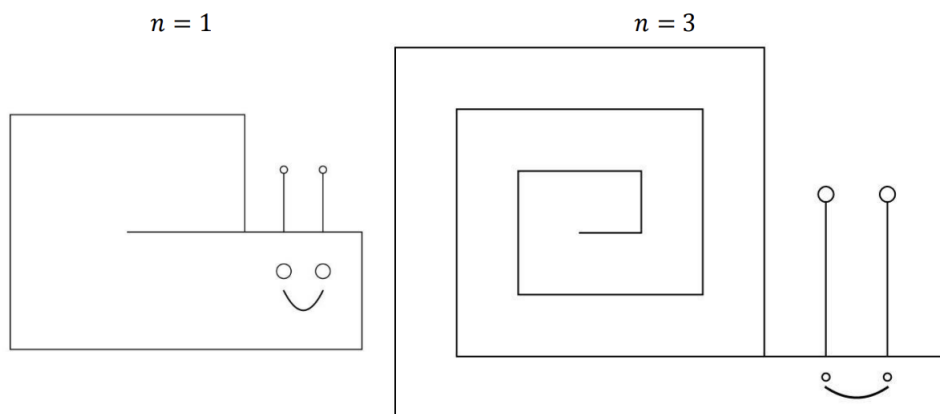 n = 1
n = 3